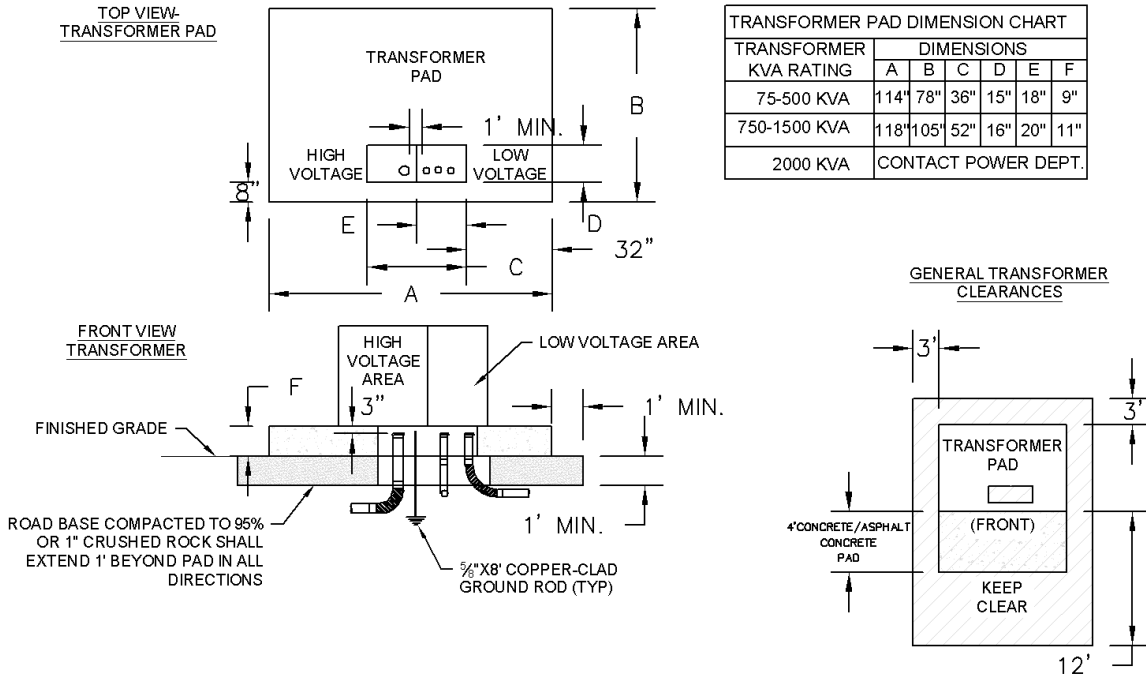 TOP VIEW-
TRANSFORMER PAD
TRANSFORMER
PAD
B
1' MIN.
HIGH
VOLTAGE
LOW
VOLTAGE
8"
E
D
32"
C
A
TRANSFORMER PAD DIMENSION CHART
TRANSFORMER
KVA RATING
DIMENSIONS
A B C D E F
75-500 KVA 114" 78" 36" 15" 18" 9"
750-1500 KVA 118" 105" 52" 16" 20" 11"
2000 KVA CONTACT POWER DEPT.
FRONT VIEW
TRANSFORMER
HIGH
VOLTAGE
AREA
LOW VOLTAGE AREA
F
3"
1' MIN.
FINISHED GRADE
1' MIN.
ROAD BASE COMPACTED TO 95%
OR 1" CRUSHED ROCK SHALL
EXTEND 1' BEYOND PAD IN ALL
DIRECTIONS
5/8"X8' COPPER-CLAD
GROUND ROD (TYP)
GENERAL TRANSFORMER
CLEARANCES
3'
3'
TRANSFORMER
PAD
(FRONT)
4'CONCRETE/ASPHALT
CONCRETE
PAD
KEEP
CLEAR
12'